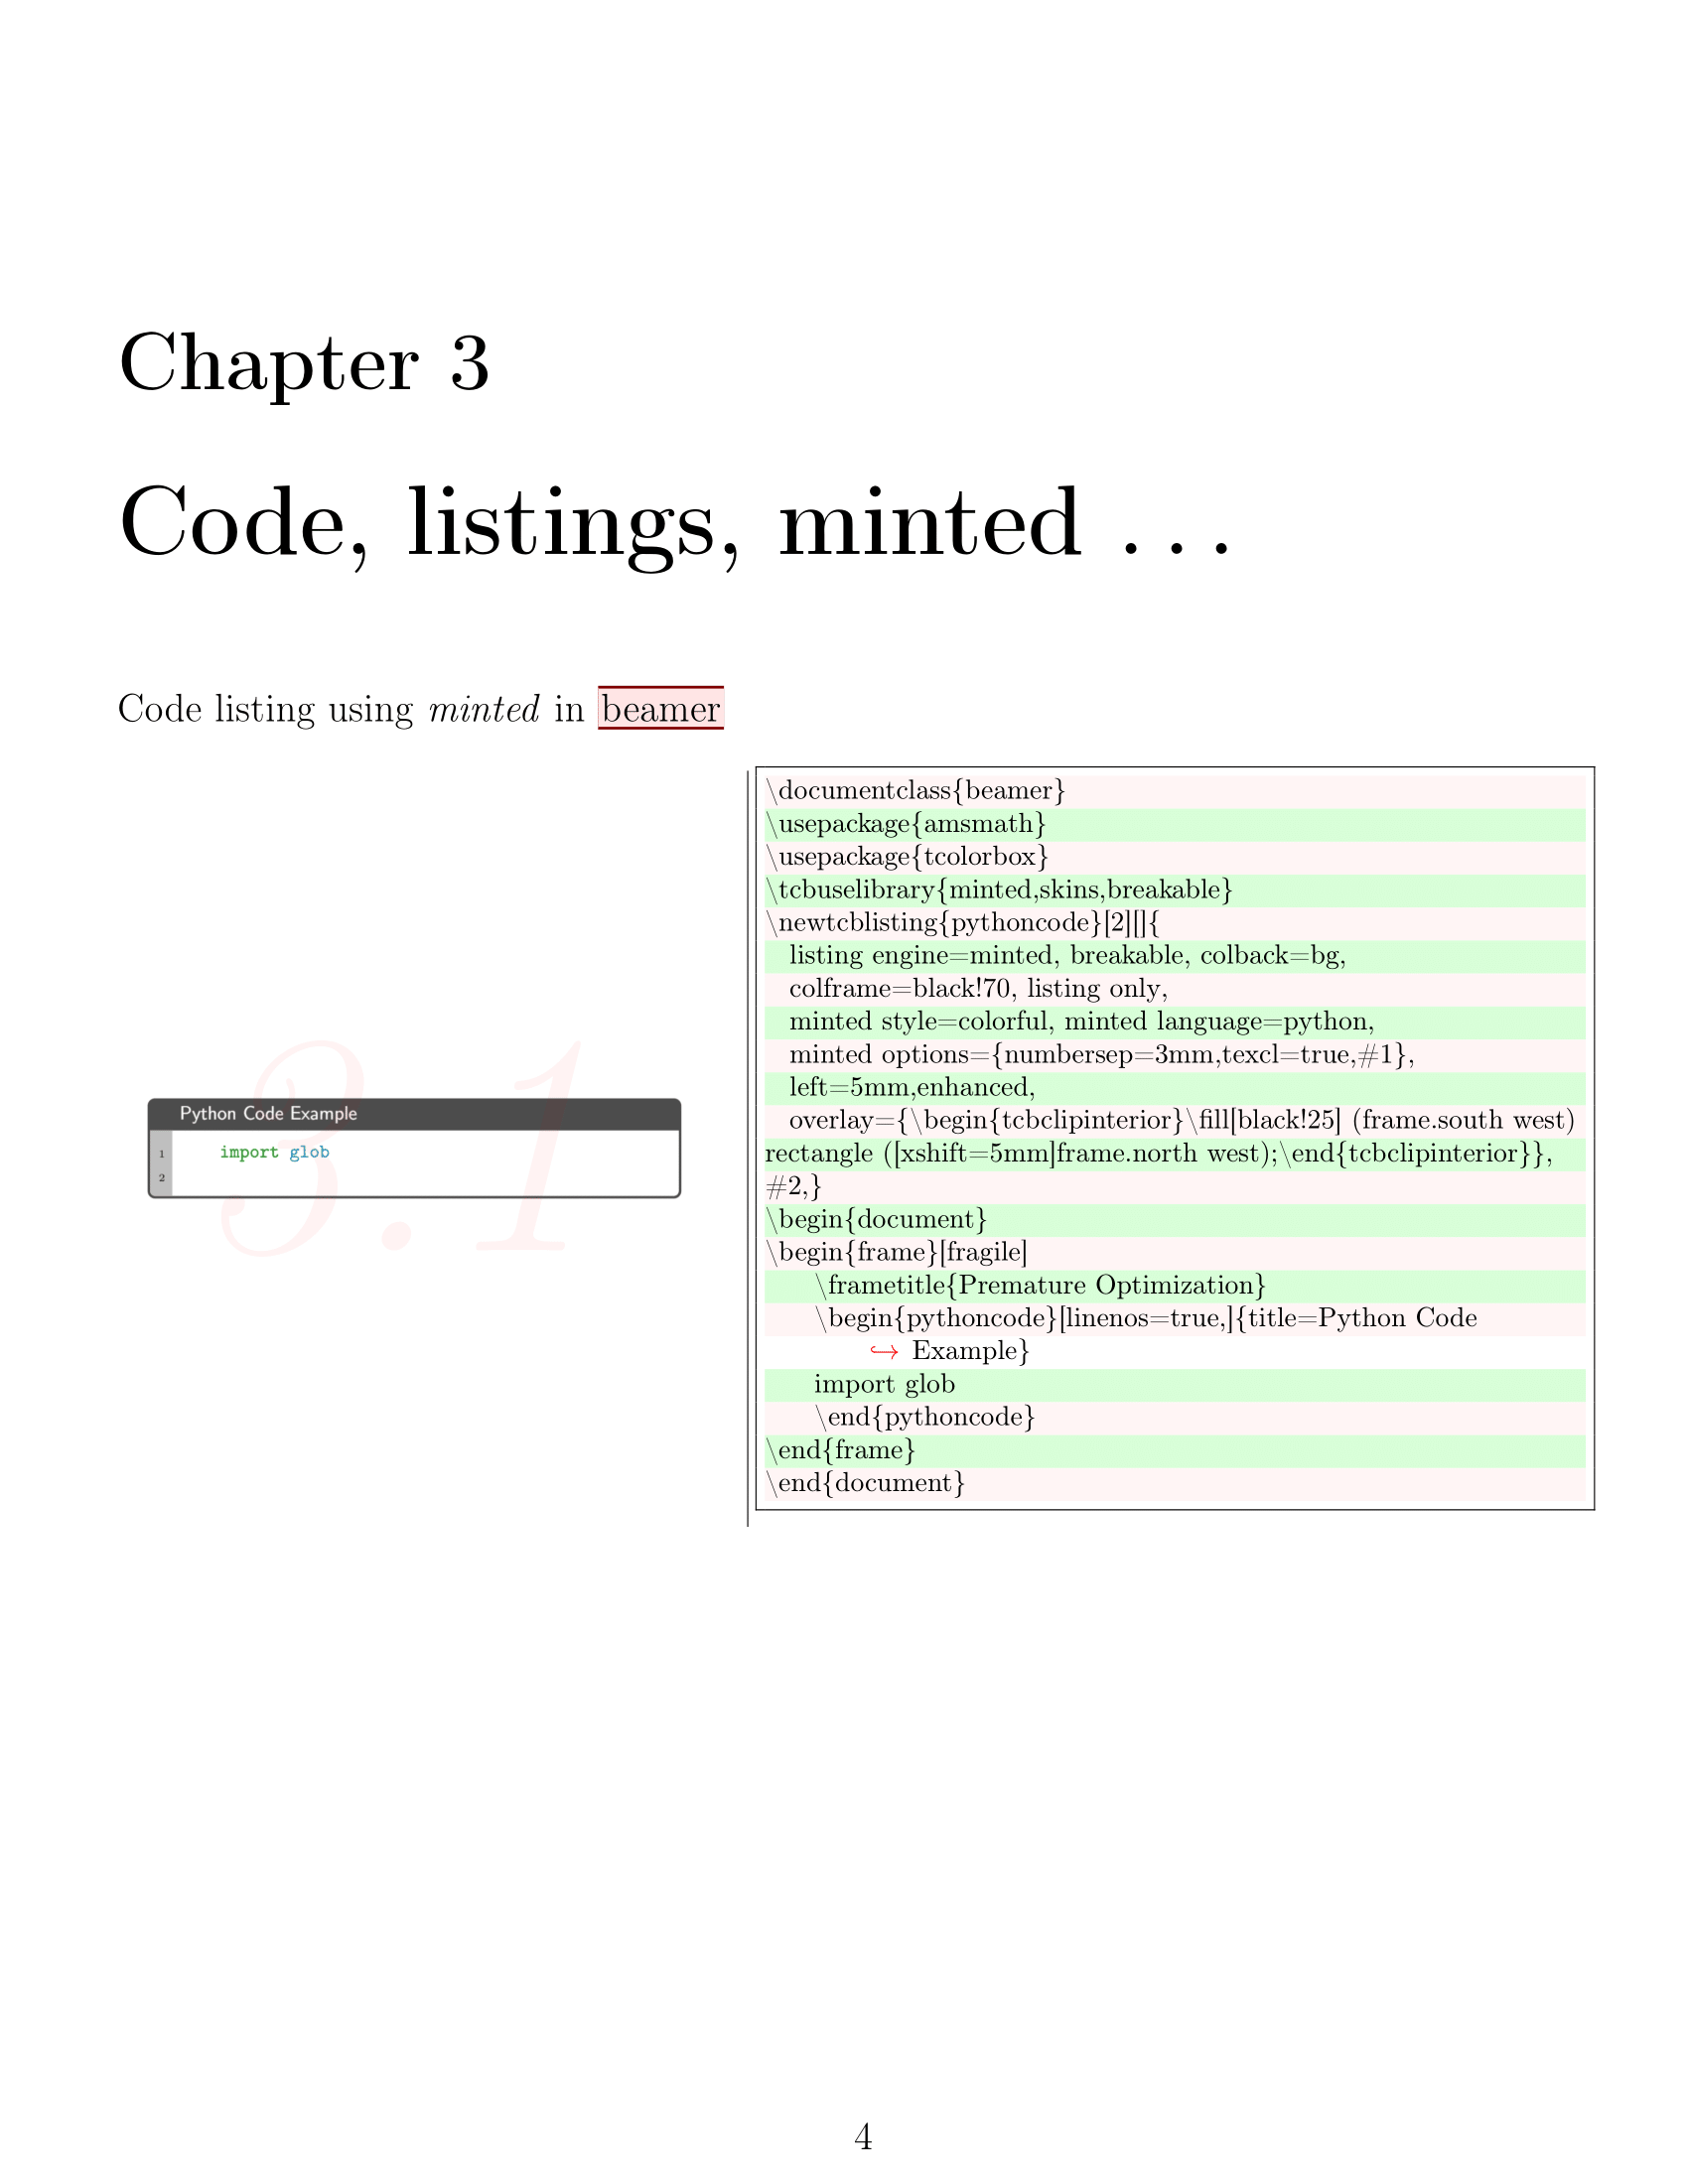 Chapter 3
Code, listings, minted . . .
Code listing using minted in beamer
3.1
Python Code Example
1 import glob
2
\documentclass{beamer}
\usepackage{amsmath}
\usepackage{tcolorbox}
\tcbuselibrary{minted,skins,breakable}
\newtcblisting{pythoncode}[2][]{
listing engine=minted, breakable, colback=bg,
colframe=black!70, listing only,
minted style=colorful, minted language=python,
minted options={numbersep=3mm,texcl=true,#1},
left=5mm,enhanced,
overlay={\begin{tcbclipinterior}\fill[black!25] (frame.south west)
rectangle ([xshift=5mm]frame.north west);\end{tcbclipinterior}},
#2,}
\begin{document}
\begin{frame}[fragile]
\frametitle{Premature Optimization}
\begin{pythoncode}[linenos=true,]{title=Python Code
↪ Example}
import glob
\end{pythoncode}
\end{frame}
\end{document}
4